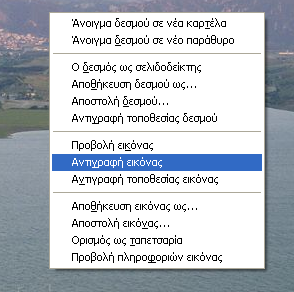 Άνοιγμα δεσμού σε νέα καρτέλα
Άνοιγμα δεσμού σε νέο παράθυρο
Ο δεσμός ως σελιδοδείκτης
Αποθήκευση δεσμού ως...
Αποστολή δεσμού...
Αντιγραφή τοποθεσίας δεσμού
Προβολή εικόνας
Αντιγραφή εικόνας
Αντιγραφή τοποθεσίας εικόνας
Αποθήκευση εικόνας ως...
Αποστολή εικόνας...
Ορισμός ως ταπετσαρία
Προβολή πληροφοριών εικόνας